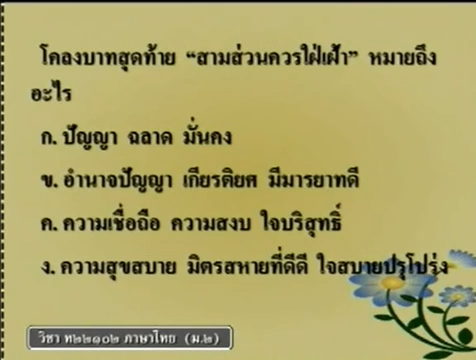 โคลงบาทสุดท้าย “สามส่วนควรใฝ่เฝ้า” หมายถึง
อะไร
ก. ปัญญา ฉลาด มั่นคง
ข. อำนาจปัญญา เกียรติยศ มีมารยาทดี
ค. ความเชื่อถือ ความสงบ ใจบริสุทธิ์
ง. ความสุขสบาย มิตรสหายที่ดีดี ใจสบายปรุโปร่ง
วิชา ท๒๒๑๐๒ ภาษาไทย (ม.๒)